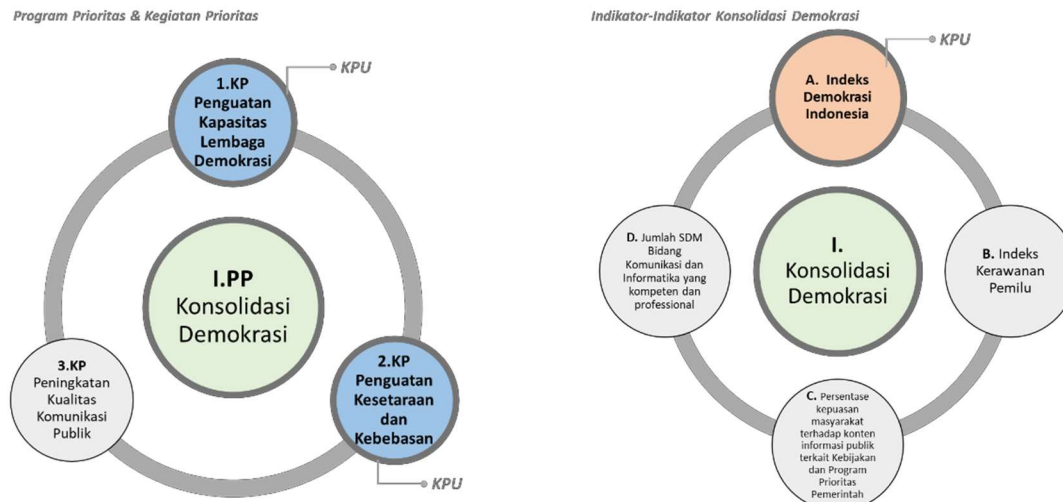 Program Prioritas & Kegiatan Prioritas
KPU
1.KP
Penguatan
Kapasitas
Lembaga
Demokrasi
I.PP
Konsolidasi
Demokrasi
3.KP
Peningkatan
Kualitas
Komunikasi
Publik
2.KP
Penguatan
Kesetaraan
dan
Kebebasan
KPU
Indikator-Indikator Konsolidasi Demokrasi
KPU
A. Indeks
Demokrasi
Indonesia
D. Jumlah SDM
Bidang
Komunikasi dan
Informatika yang
kompeten dan
professional
I.
Konsolidasi
Demokrasi
B. Indeks
Kerawanan
Pemilu
C. Persentase
kepuasan
masyarakat
terhadap konten
informasi publik
terkait Kebijakan
dan Program
Prioritas
Pemerintah